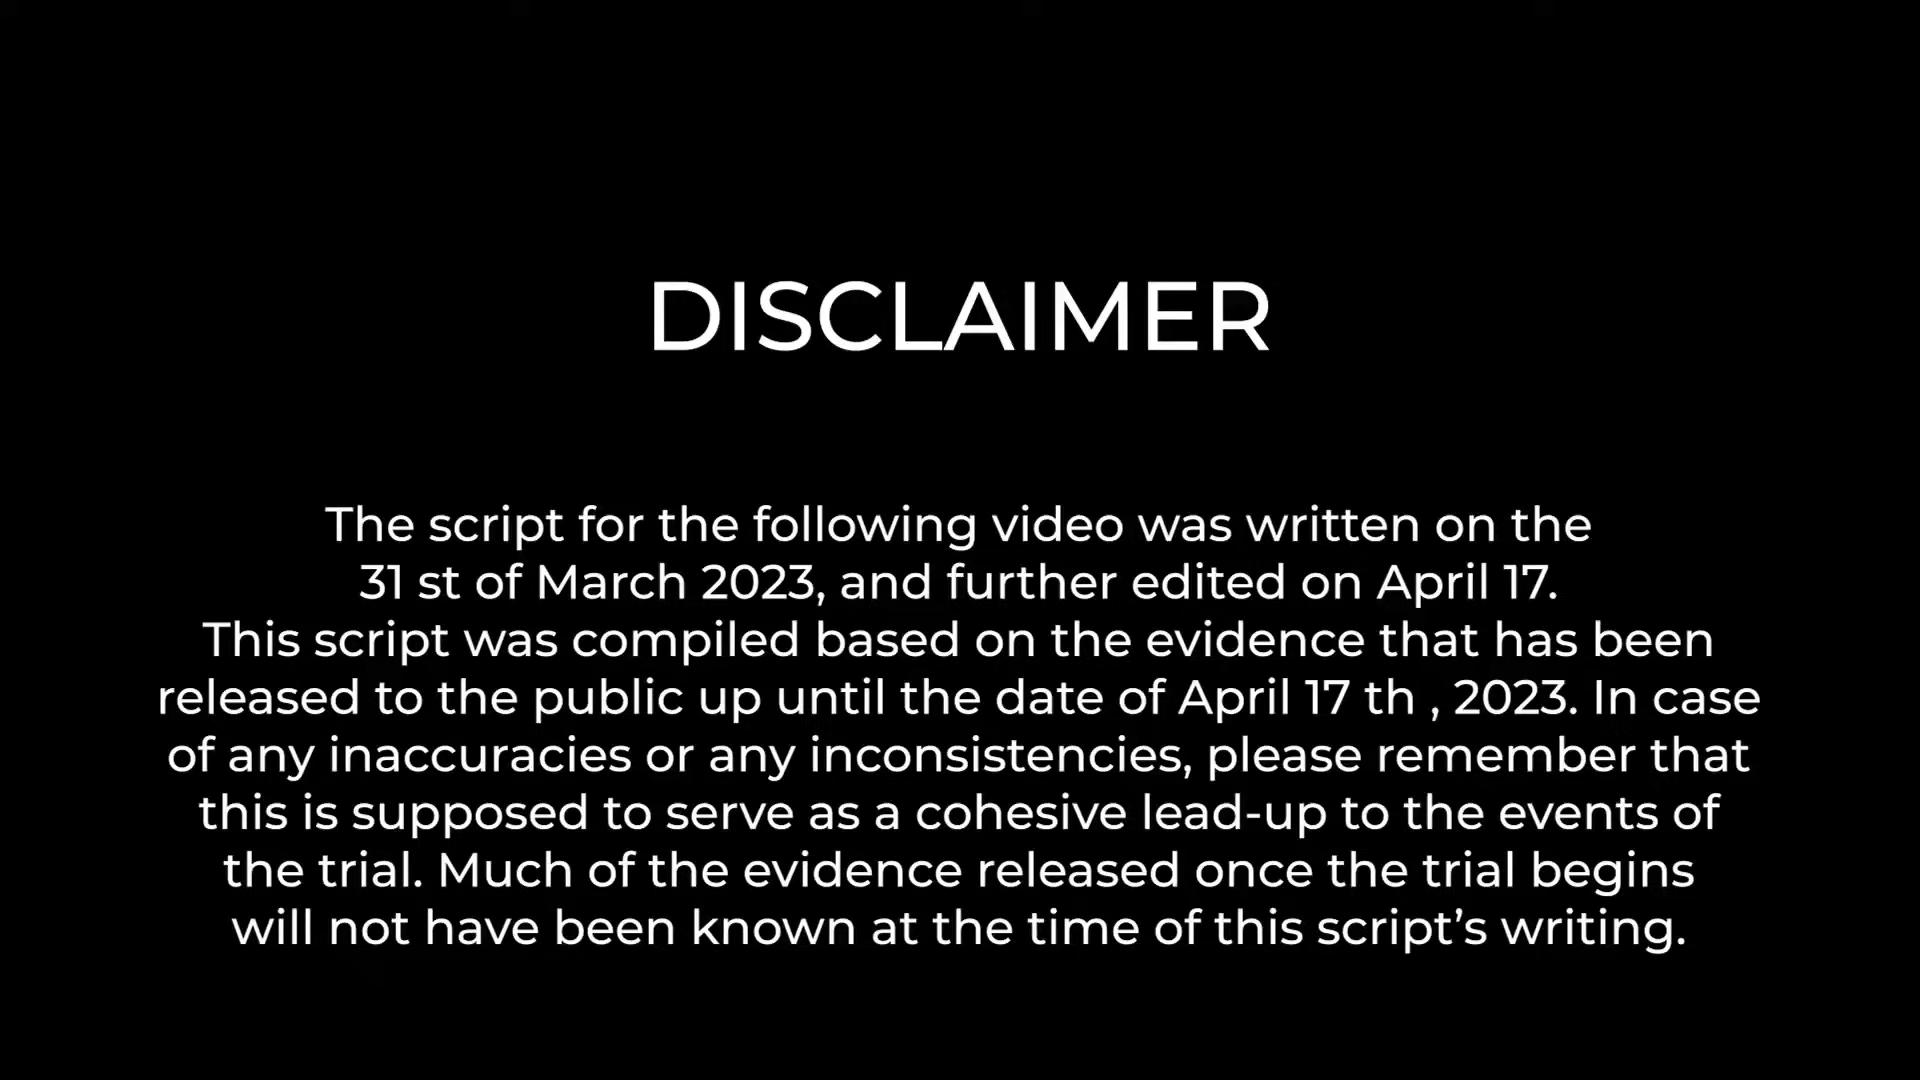 DISCLAIMER
The script for the following video was written on the
31 st of March 2023, and further edited on April 17.
This script was compiled based on the evidence that has been
released to the public up until the date of April 17 th , 2023. In case
of any inaccuracies or any inconsistencies, please remember that
this is supposed to serve as a cohesive lead-up to the events of
the trial. Much of the evidence released once the trial begins
will not have been known at the time of this script’s writing.